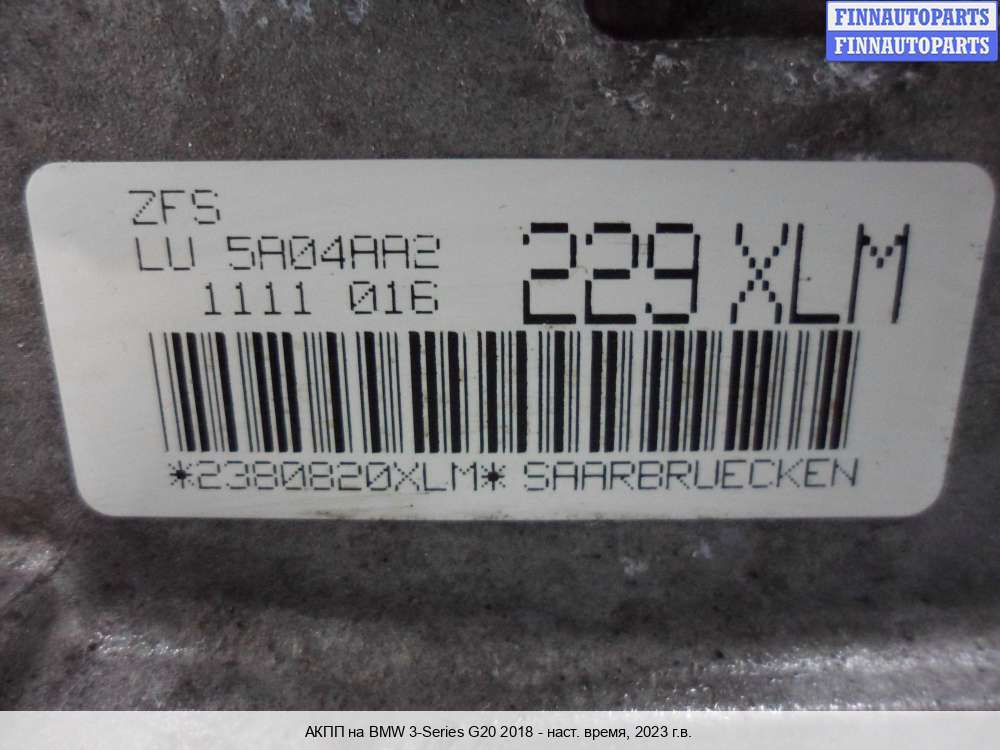 FINNAUTOPARTS
FINNAUTOPARTS
ZFS
LU 5A04AA2
1111 016
229 XLM
*2380820XLM* SAARBRUECKEN
АКПП на BMW 3-Series G20 2018 - наст. время, 2023 г.в.